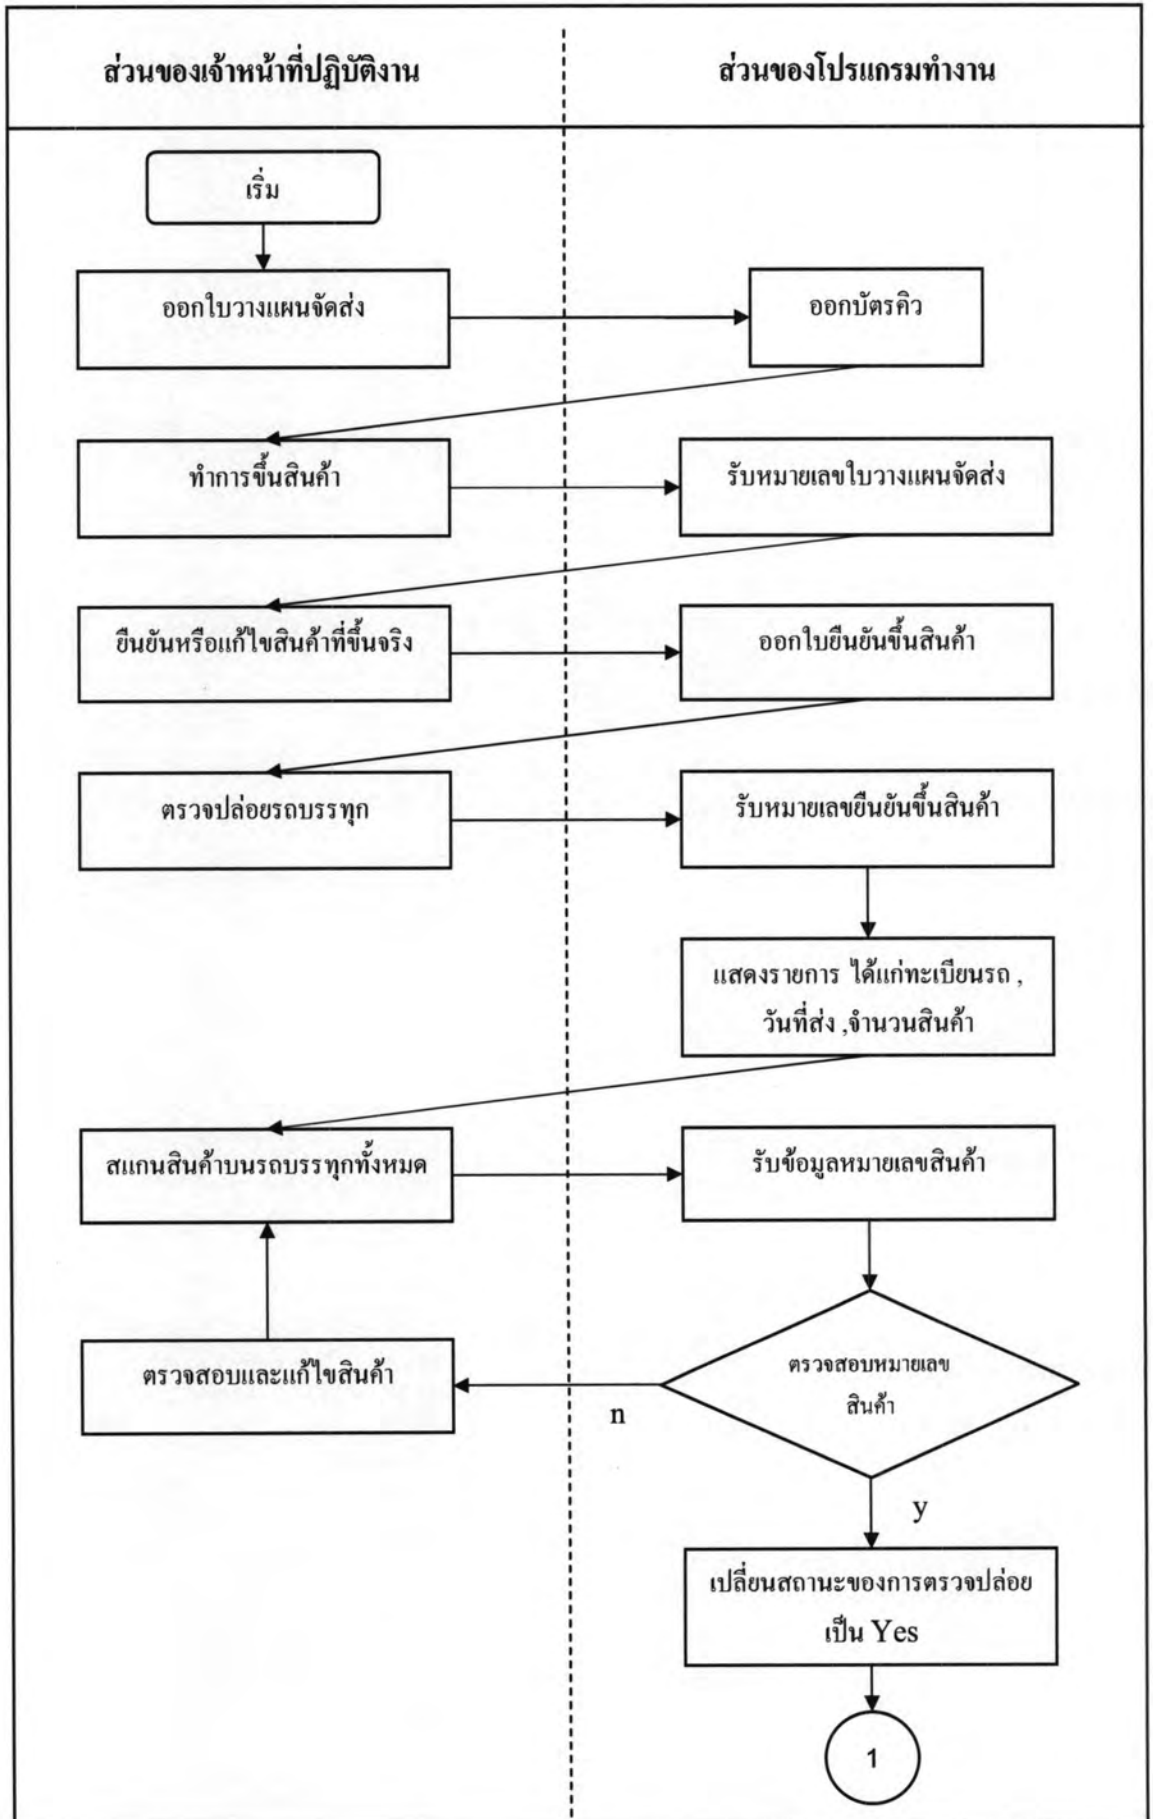 ส่วนของเจ้าหน้าที่ปฏิบัติงาน
ส่วนของโปรแกรมทำงาน
เริ่ม
ออกใบวางแผนจัดส่ง
ออกบัตรคิว
ทำการขึ้นสินค้า
รับหมายเลขใบวางแผนจัดส่ง
ยืนยันหรือแก้ไขสินค้าที่ขึ้นจริง
ออกใบยืนยันขึ้นสินค้า
ตรวจปล่อยรถบรรทุก
รับหมายเลขยืนยันขึ้นสินค้า
แสดงรายการ ได้แก่ทะเบียนรถ ,
วันที่ส่ง ,จำนวนสินค้า
สแกนสินค้าบนรถบรรทุกทั้งหมด
รับข้อมูลหมายเลขสินค้า
ตรวจสอบและแก้ไขสินค้า
n
ตรวจสอบหมายเลข
สินค้า
y
เปลี่ยนสถานะของการตรวจปล่อย
เป็น Yes
1